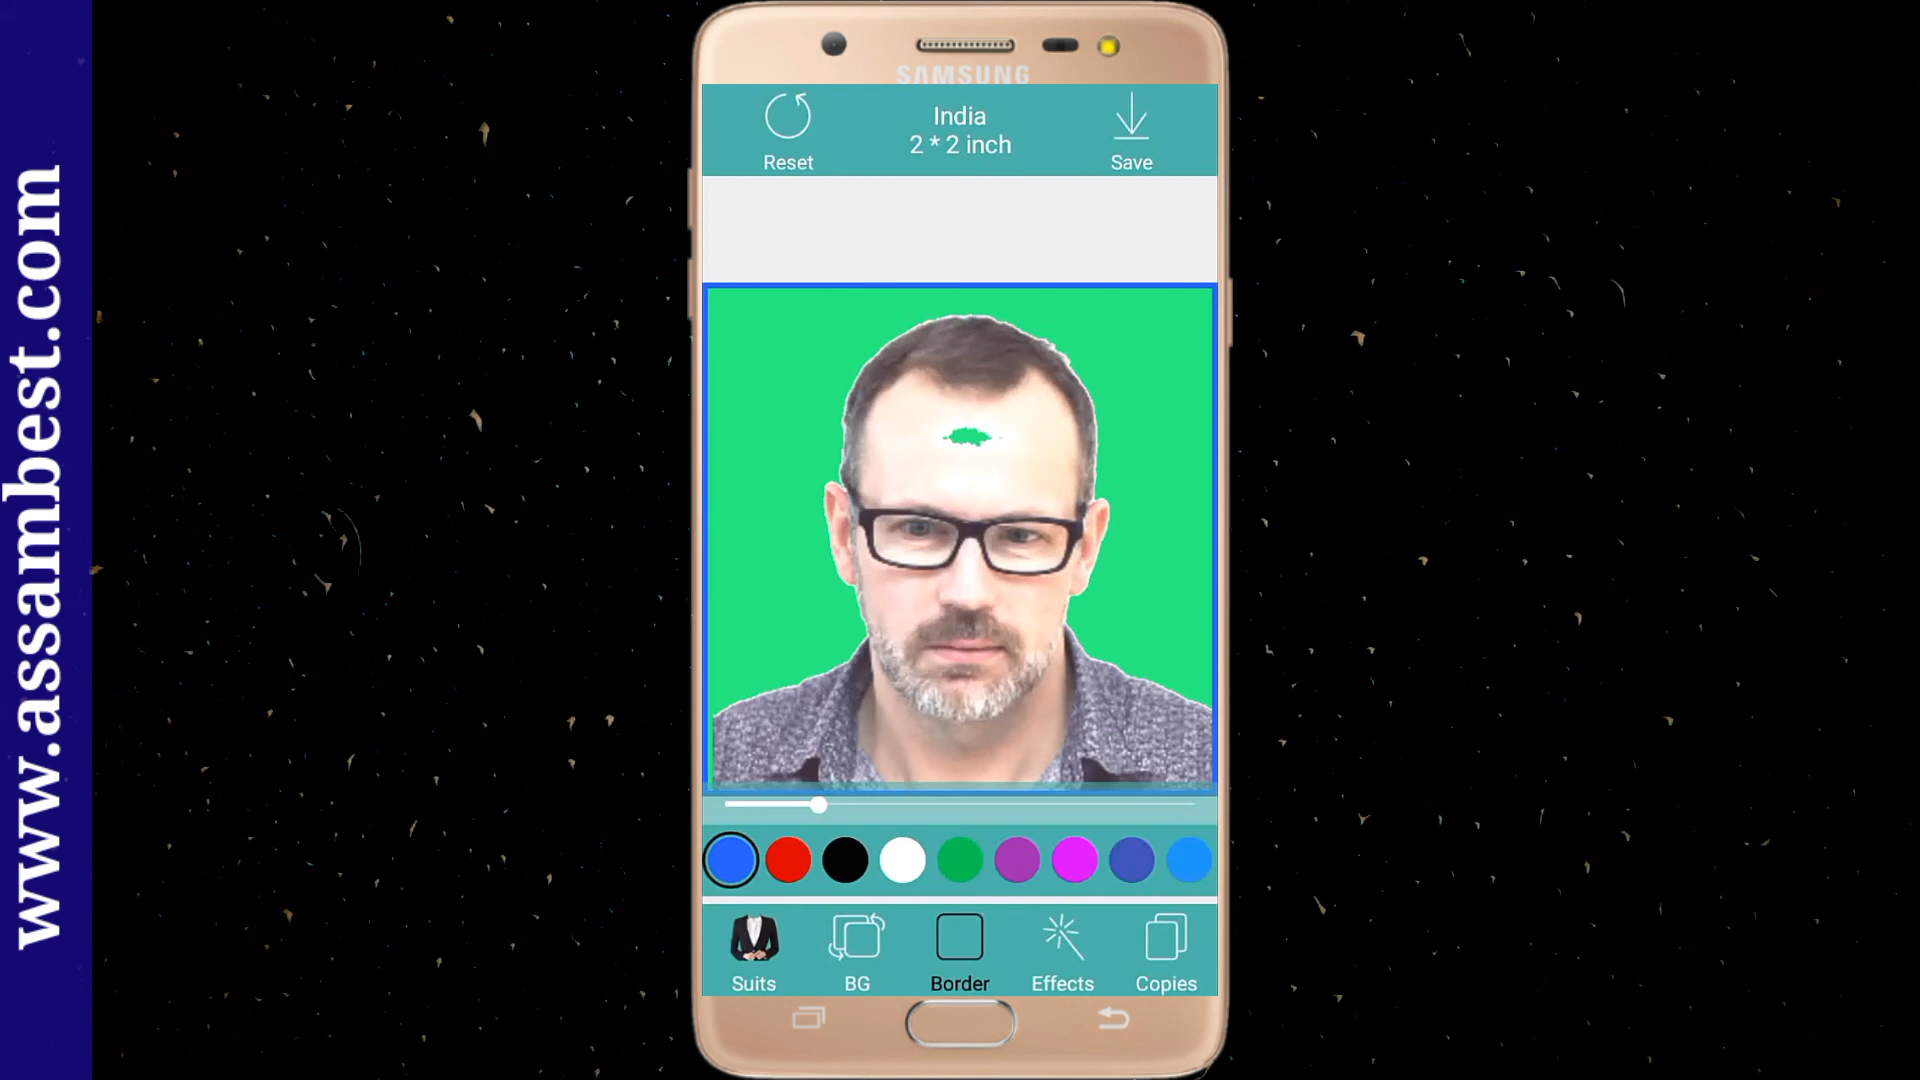 www.assambest.com
SAMSUNG
India
2 * 2 inch
Reset
Save
Suits
BG
Border
Effects
Copies